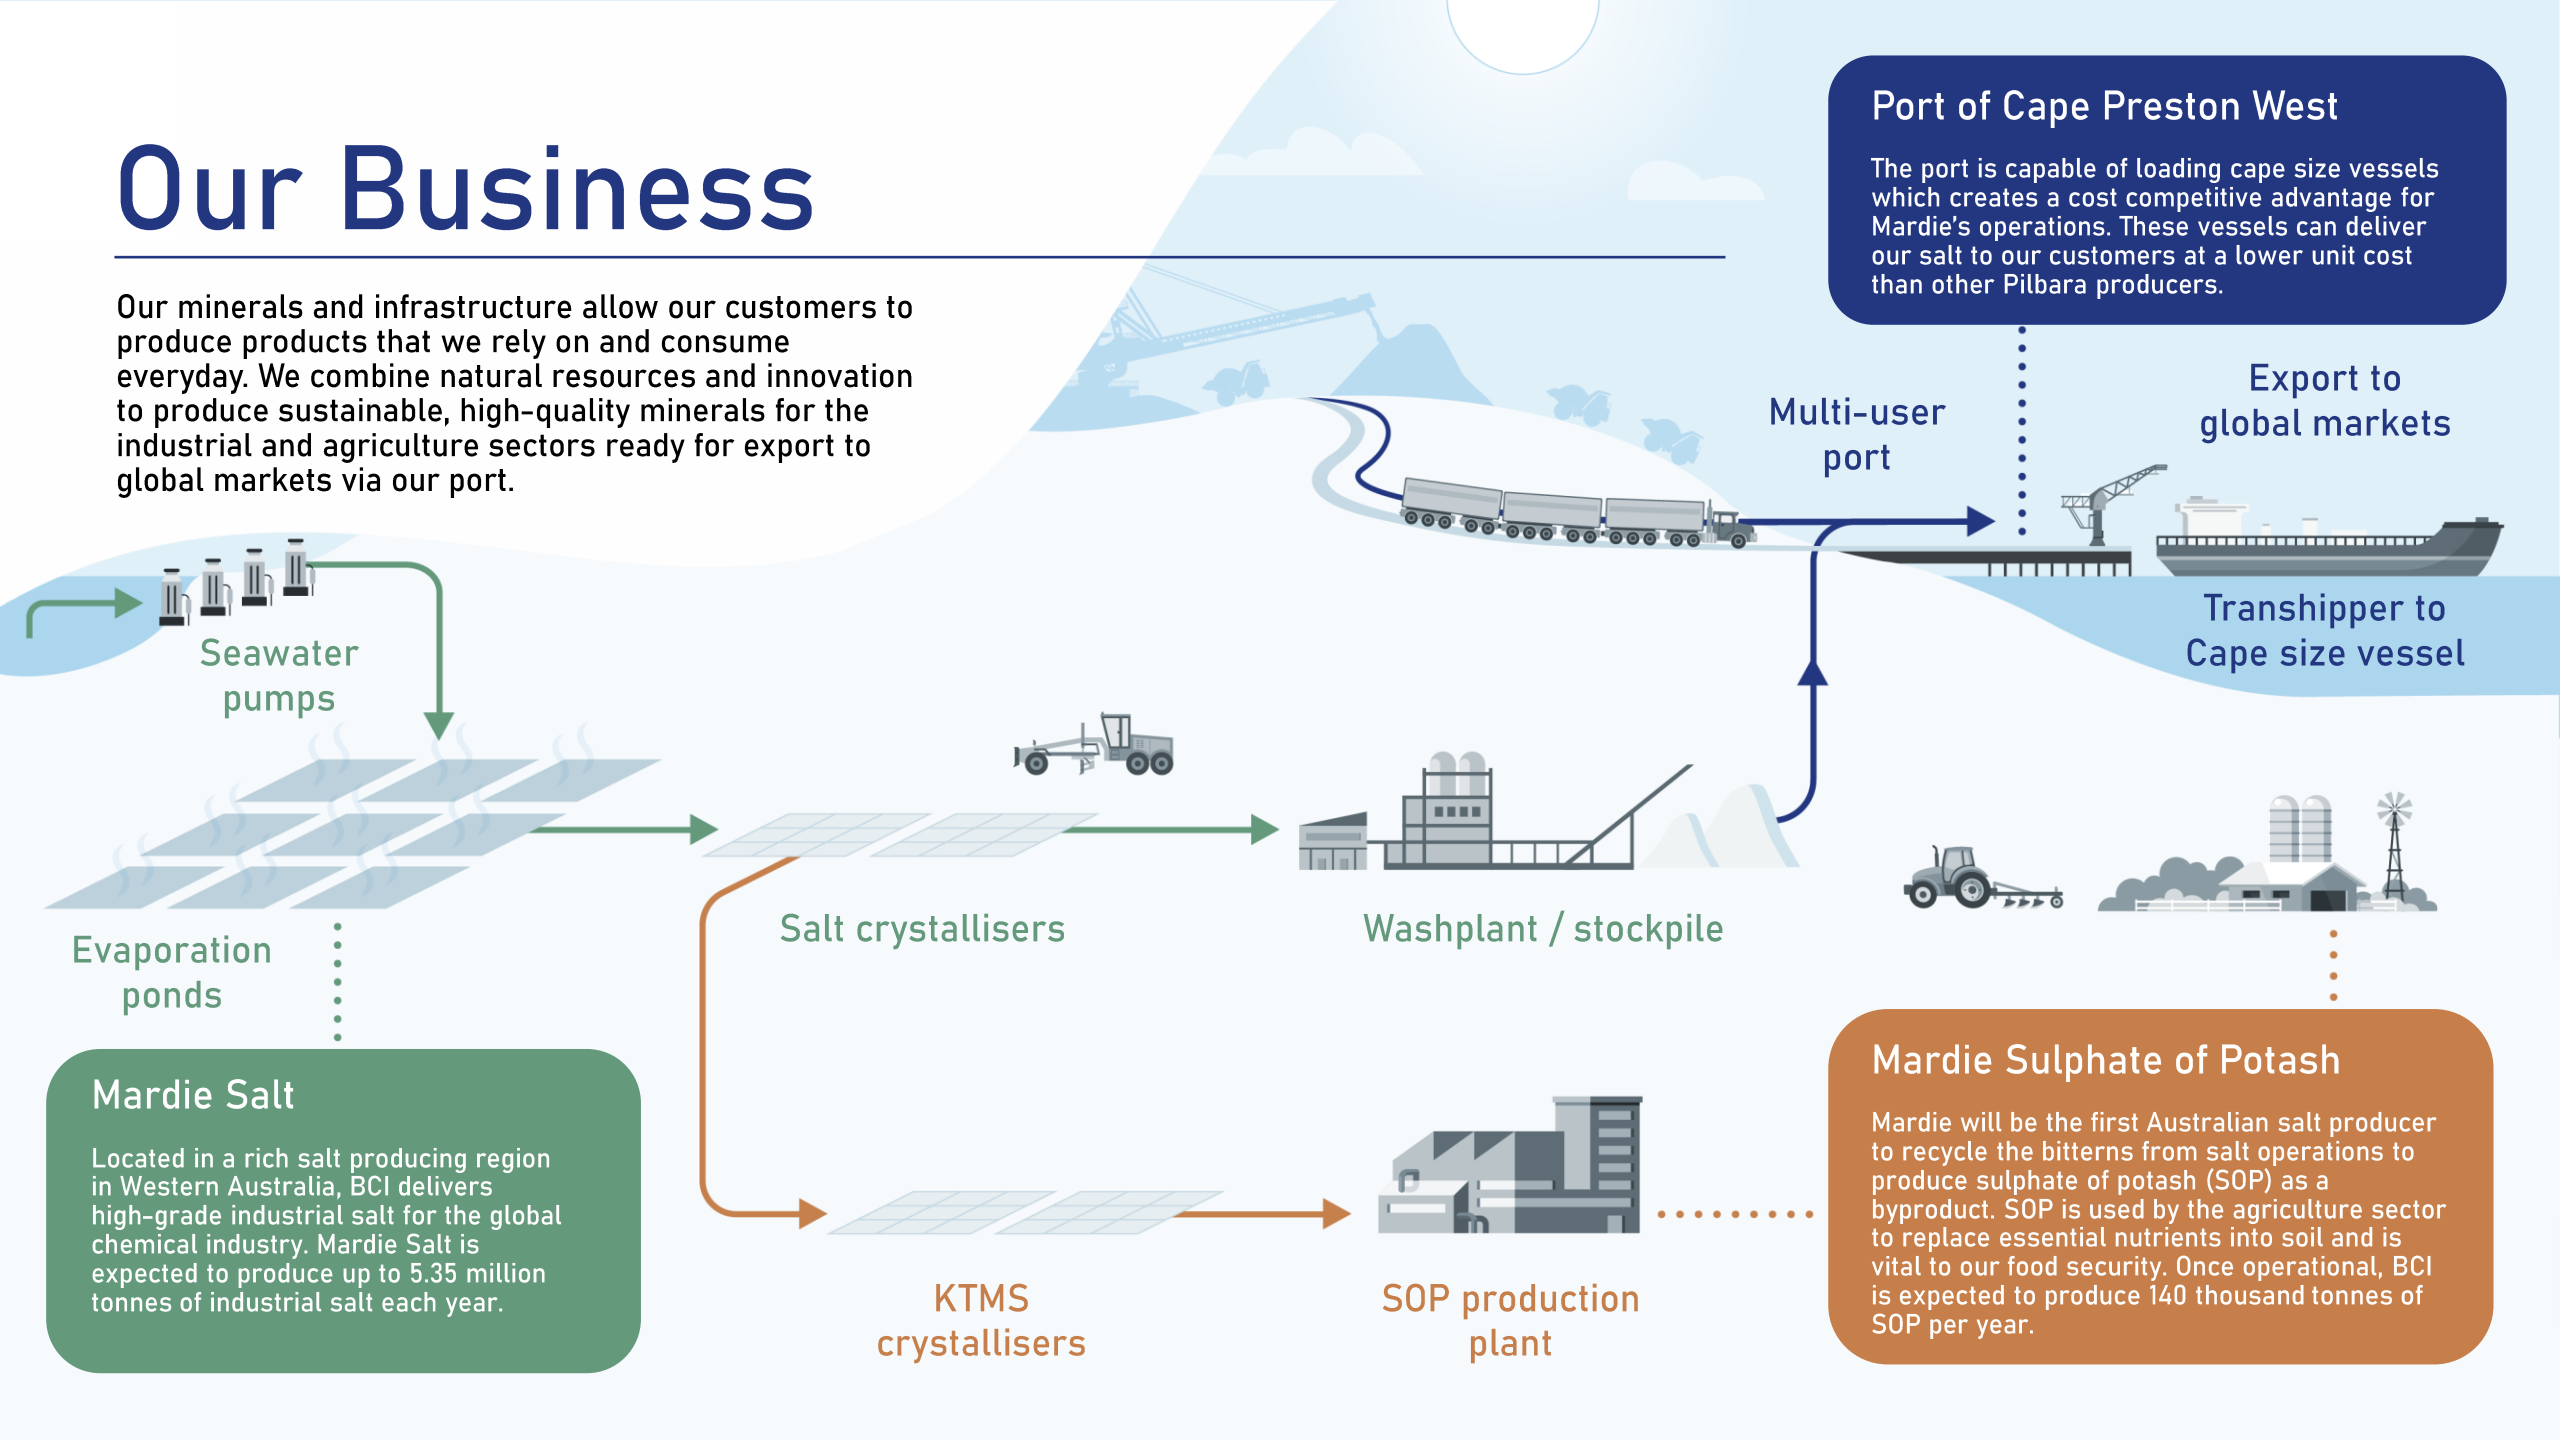 Our Business
Our minerals and infrastructure allow our customers to
produce products that we rely on and consume
everyday. We combine natural resources and innovation
to produce sustainable, high-quality minerals for the
industrial and agriculture sectors ready for export to
global markets via our port.
Port of Cape Preston West
The port is capable of loading cape size vessels
which creates a cost competitive advantage for
Mardie's operations. These vessels can deliver
our salt to our customers at a lower unit cost
than other Pilbara producers.
Multi-user
port
Export to
global markets
Transhipper to
Cape size vessel
Seawater
pumps
Evaporation
ponds
Salt crystallisers
Washplant / stockpile
Mardie Salt
Located in a rich salt producing region
in Western Australia, BCI delivers
high-grade industrial salt for the global
chemical industry. Mardie Salt is
expected to produce up to 5.35 million
tonnes of industrial salt each year.
KTMS
crystallisers
SOP production
plant
Mardie Sulphate of Potash
Mardie will be the first Australian salt producer
to recycle the bitterns from salt operations to
produce sulphate of potash (SOP) as a
byproduct. SOP is used by the agriculture sector
to replace essential nutrients into soil and is
vital to our food security. Once operational, BCI
is expected to produce 140 thousand tonnes of
SOP per year.